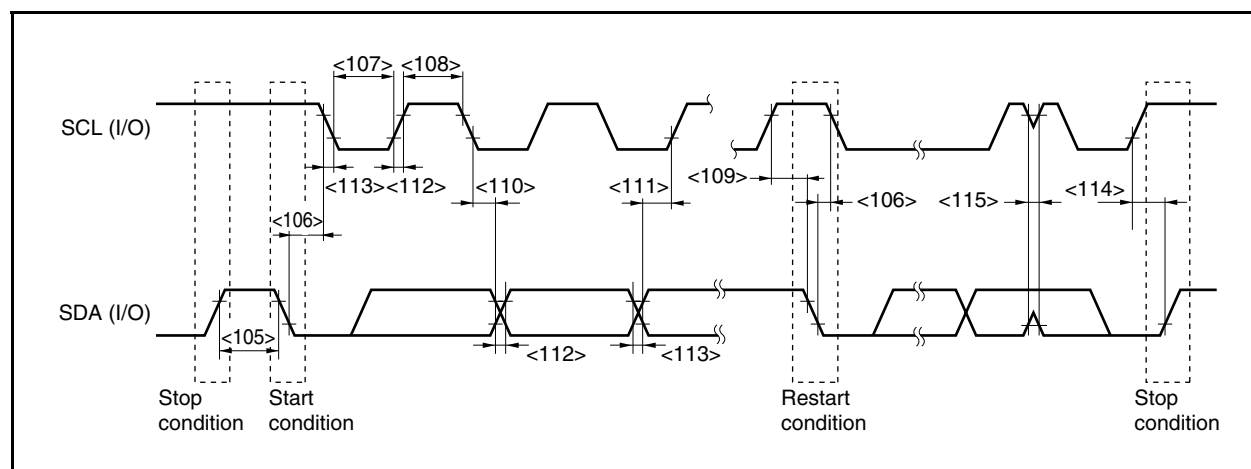 <107> <108>
SCL (I/O)
<113> <112> <110> <111> <109> <106> <115> <114>
<106>
SDA (I/O)
<105>
<112> <113>
Stop condition
Start condition
Restart condition
Stop condition